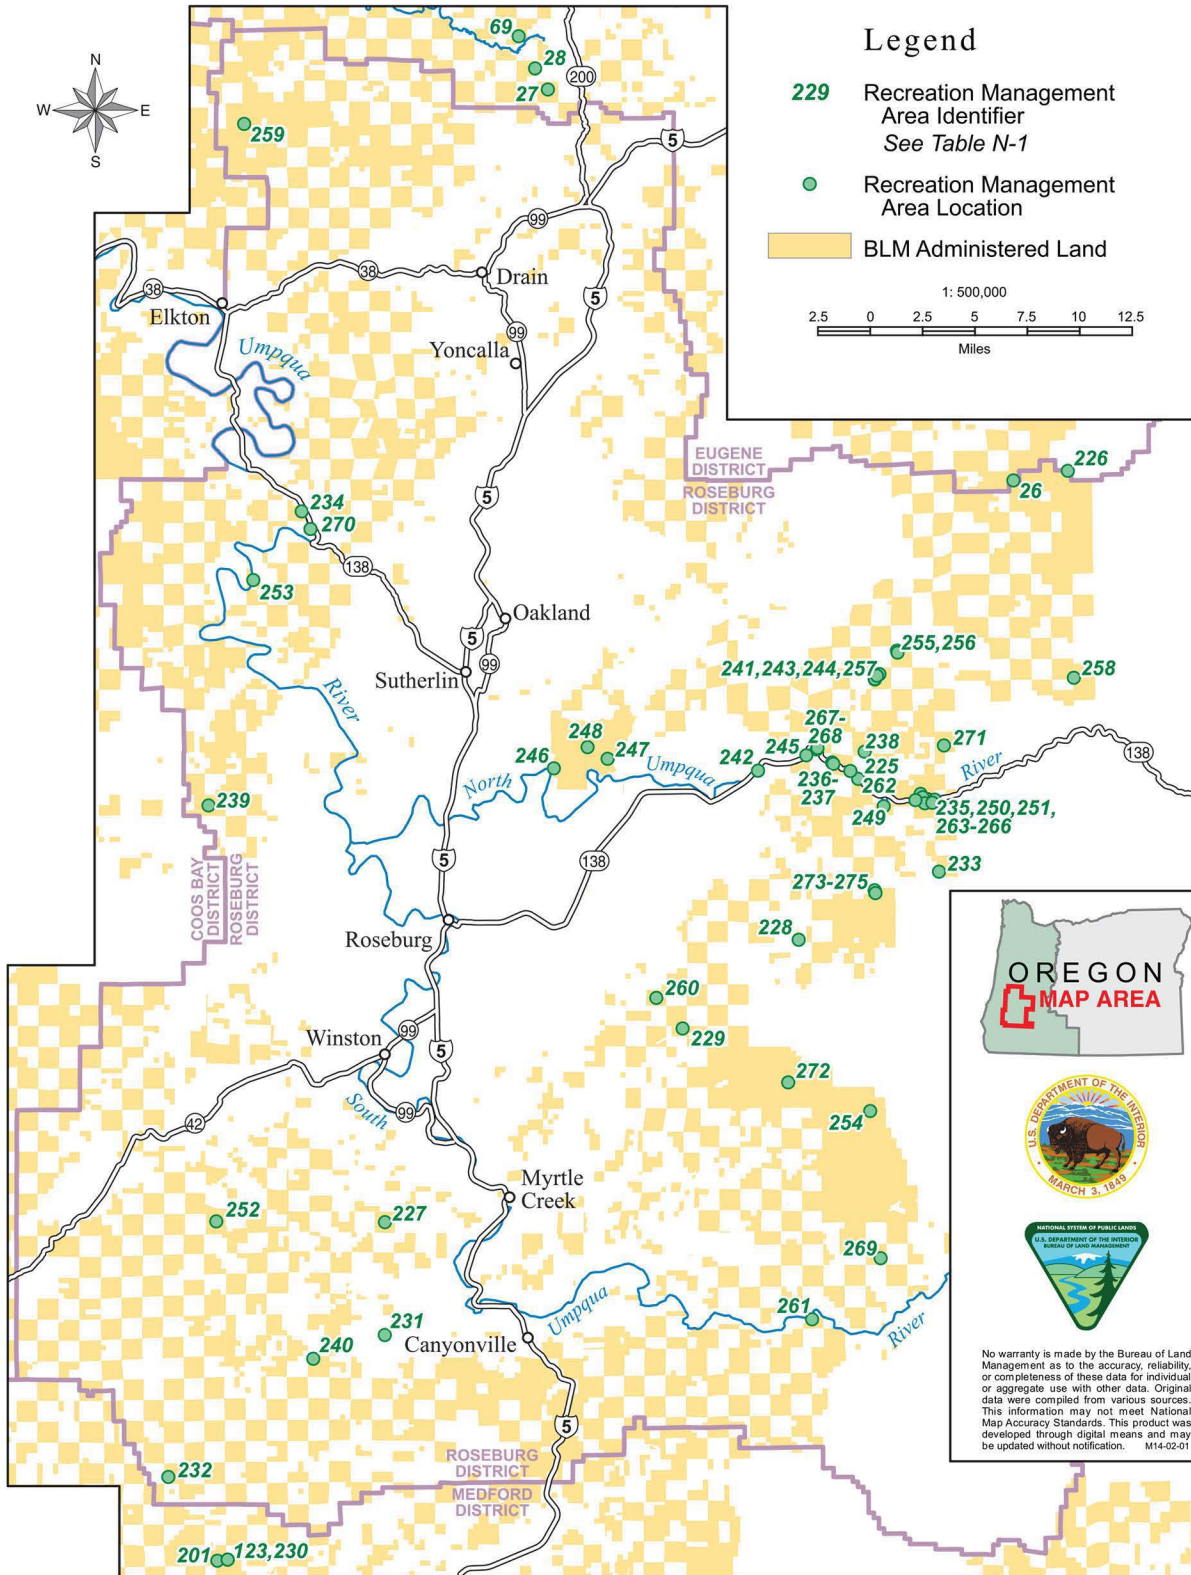 Legend
229
Recreation Management
Area Identifier
See Table N-1
Recreation Management
Area Location
BLM Administered Land
1: 500,000
2.5 0 2.5 5 7.5 10 12.5
Miles
N
W E
S
69
28
27
200
259
5
99
38
Drain
38
Elkton
5
99
Yoncalla
Umpqua
EUGENE
DISTRICT
ROSEBURG
DISTRICT
226
26
5
234
270
138
253
Oakland
5
99
Sutherlin
River
255,256
241,243,244,257
258
267-
268
248
247
246
245
242
238
271
138
225
236-
237
262
River
Umpqua
North
249
235,250,251,
263-266
239
5
138
233
273-275
COOS BAY
DISTRICT
ROSEBURG
DISTRICT
228
Roseburg
260
229
Winston
99
5
272
254
99
South
42
Myrtle
Creek
252
227
269
261
Umpqua
River
231
240
Canyonville
5
ROSEBURG
DISTRICT
MEDFORD
DISTRICT
232
201
123,230
OREGON
MAP AREA
U.S. DEPARTMENT OF THE INTERIOR
MARCH 3, 1849
NATIONAL SYSTEM OF PUBLIC LANDS
U.S. DEPARTMENT OF THE INTERIOR
BUREAU OF LAND MANAGEMENT
No warranty is made by the Bureau of Land
Management as to the accuracy, reliability,
or completeness of these data for individual
or aggregate use with other data. Original
data were compiled from various sources.
This information may not meet National
Map Accuracy Standards. This product was
developed through digital means and may
be updated without notification. M14-02-01